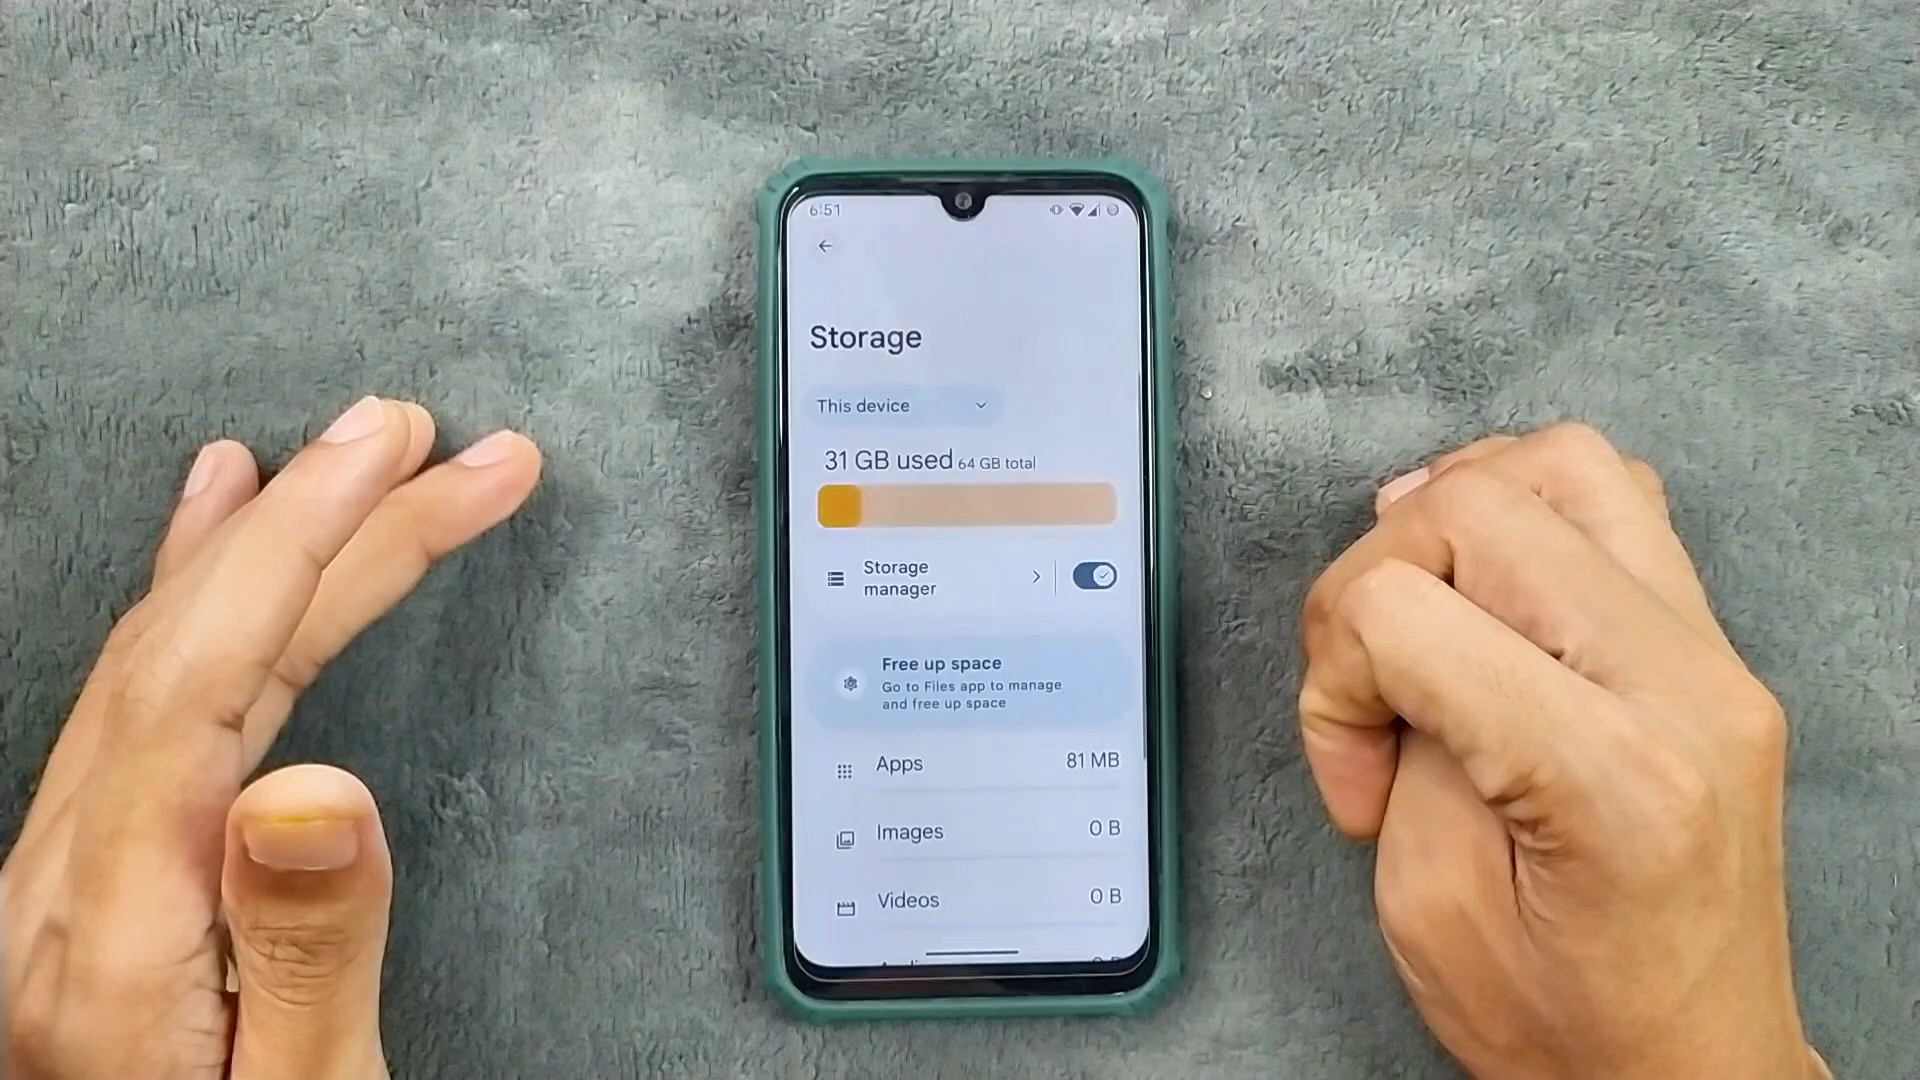 6:51
Storage
This device
31 GB used 64 GB total
Storage
manager
Free up space
Go to Files app to manage
and free up space
Apps 81 MB
Images 0 B
Videos 0 B